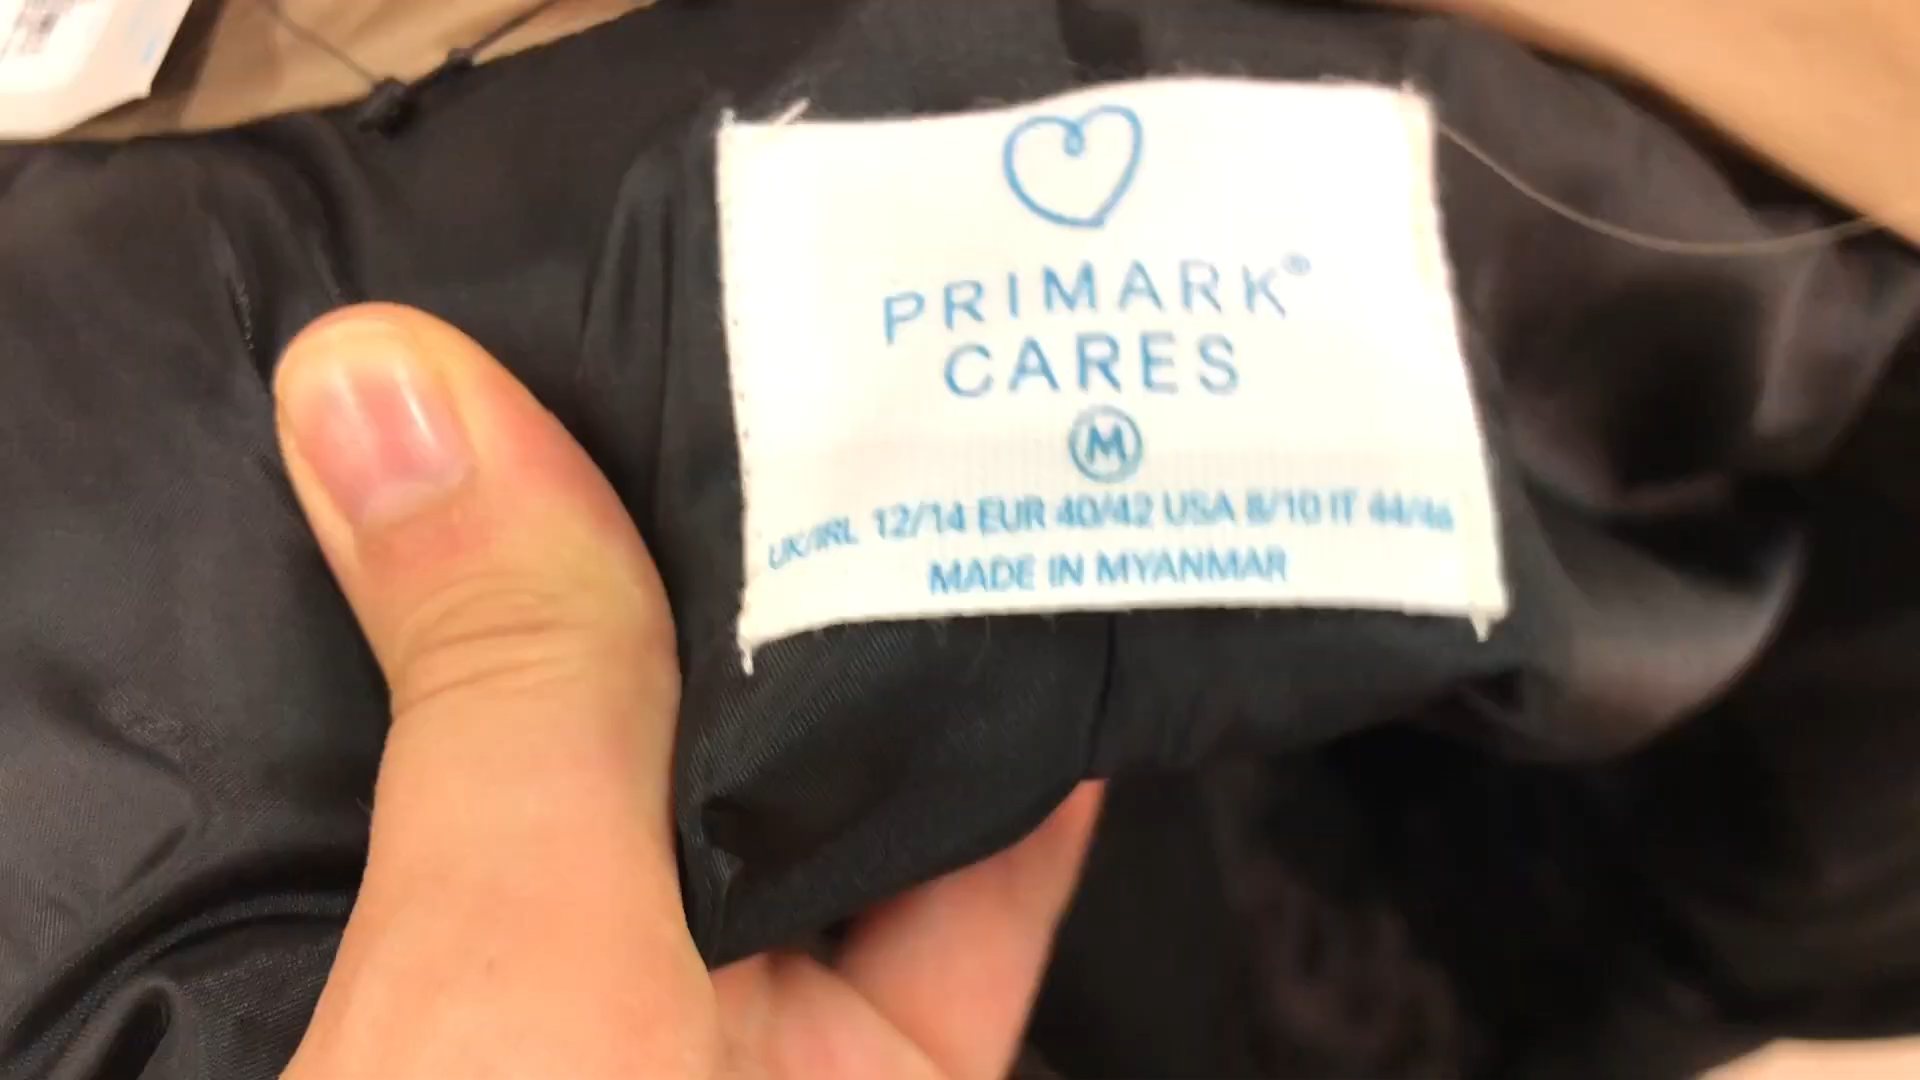 PRIMARK®
CARES
M
UK/IRL 12/14 EUR 40/42 USA 8/10 IT 44/46
MADE IN MYANMAR